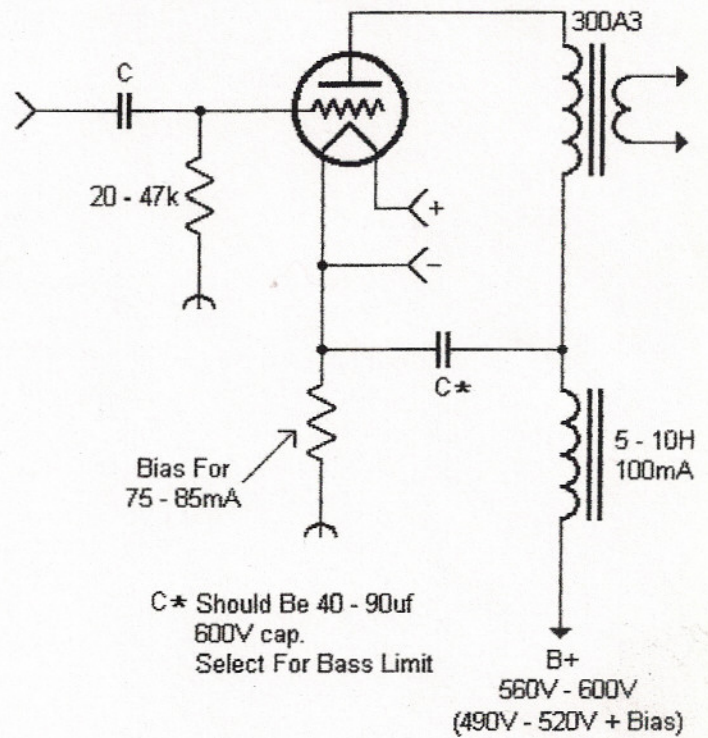 300A3
C
20 - 47k
+
-
C*
5 - 10H
100mA
Bias For
75 - 85mA
C* Should Be 40 - 90uf
600V cap.
Select For Bass Limit
B+
560V - 600V
(490V - 520V + Bias)